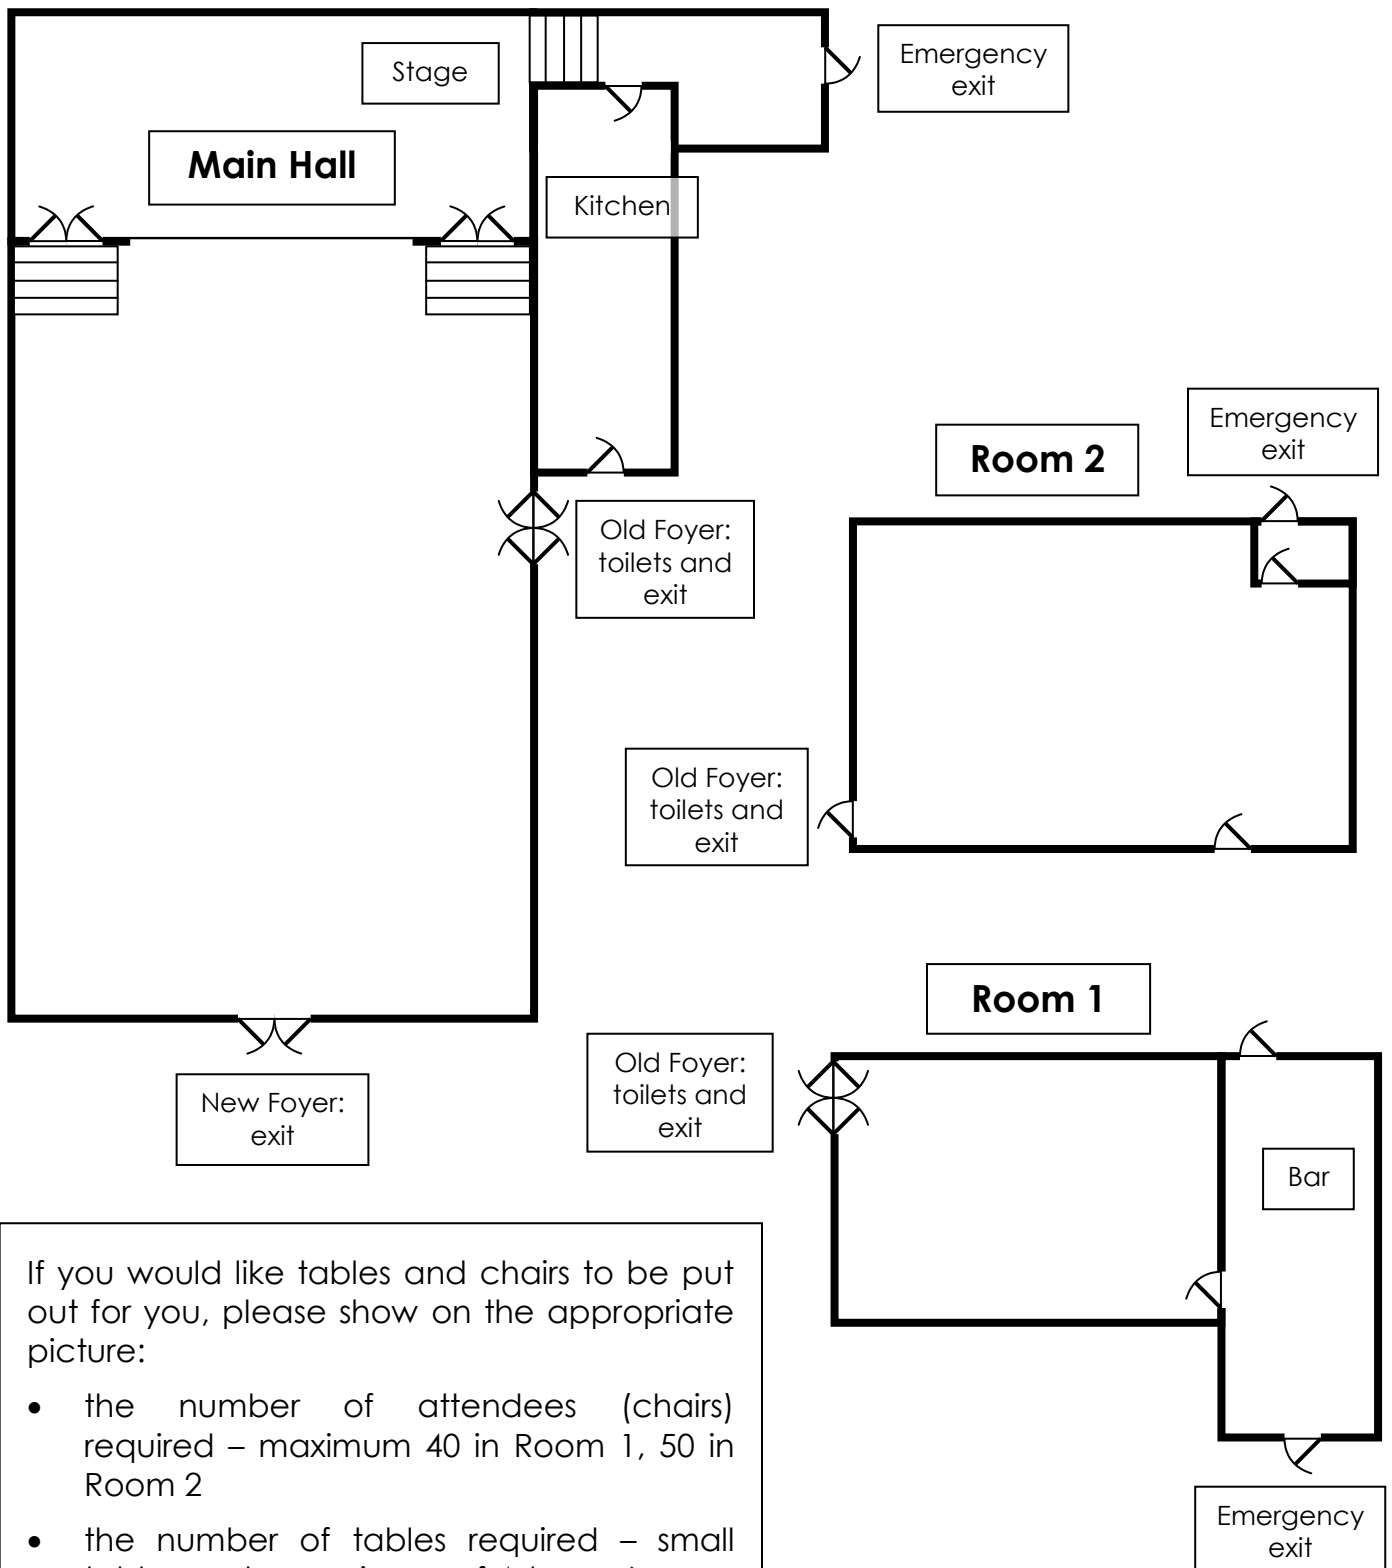 Stage
Emergency
exit
Main Hall
Kitchen
Emergency
exit
Room 2
Old Foyer:
toilets and
exit
Old Foyer:
toilets and
exit
Room 1
Old Foyer:
toilets and
exit
New Foyer:
exit
Bar
If you would like tables and chairs to be put
out for you, please show on the appropriate
picture:
• the number of attendees (chairs)
required – maximum 40 in Room 1, 50 in
Room 2
• the number of tables required – small
Emergency
exit